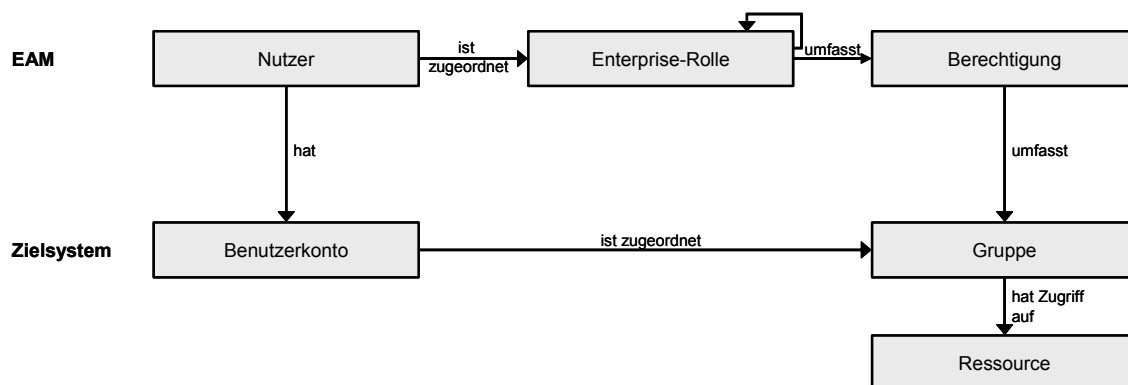 EAM
Nutzer
ist
zugeordnet
Enterprise-Rolle
umfasst
Berechtigung
hat
umfasst
Zielsystem
Benutzerkonto
ist zugeordnet
Gruppe
hat Zugriff
auf
Ressource